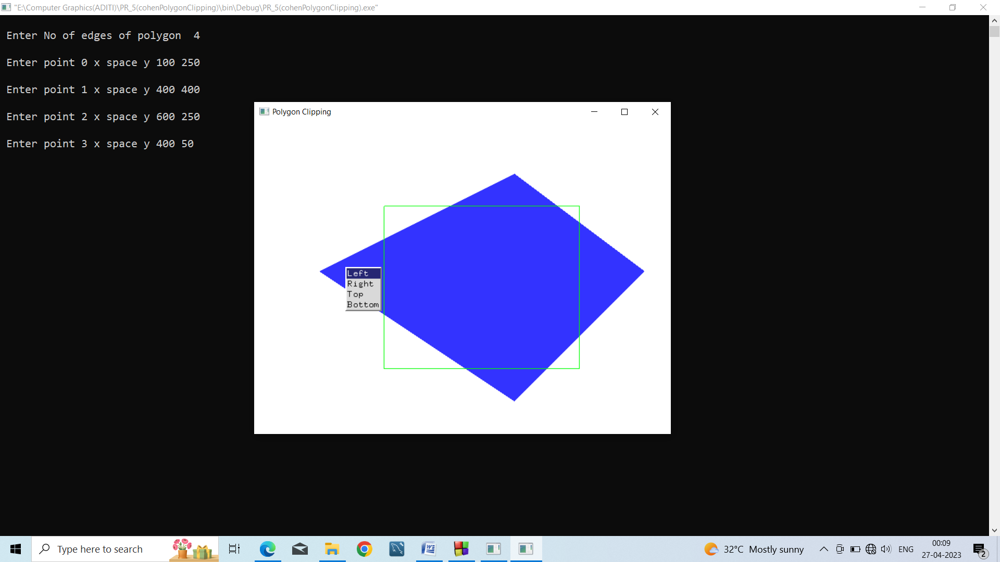 "E:\Computer Graphics(ADITI)\PR_5(cohenPolygonClipping)\bin\Debug\PR_5(cohenPolygonClipping).exe"
Enter No of edges of polygon  4
Enter point 0 x space y 100 250
Enter point 1 x space y 400 400
Enter point 2 x space y 600 250
Enter point 3 x space y 400 50
Polygon Clipping
Left
Right
Top
Bottom
Type here to search
32°C Mostly sunny
ENG
00:09
27-04-2023
2